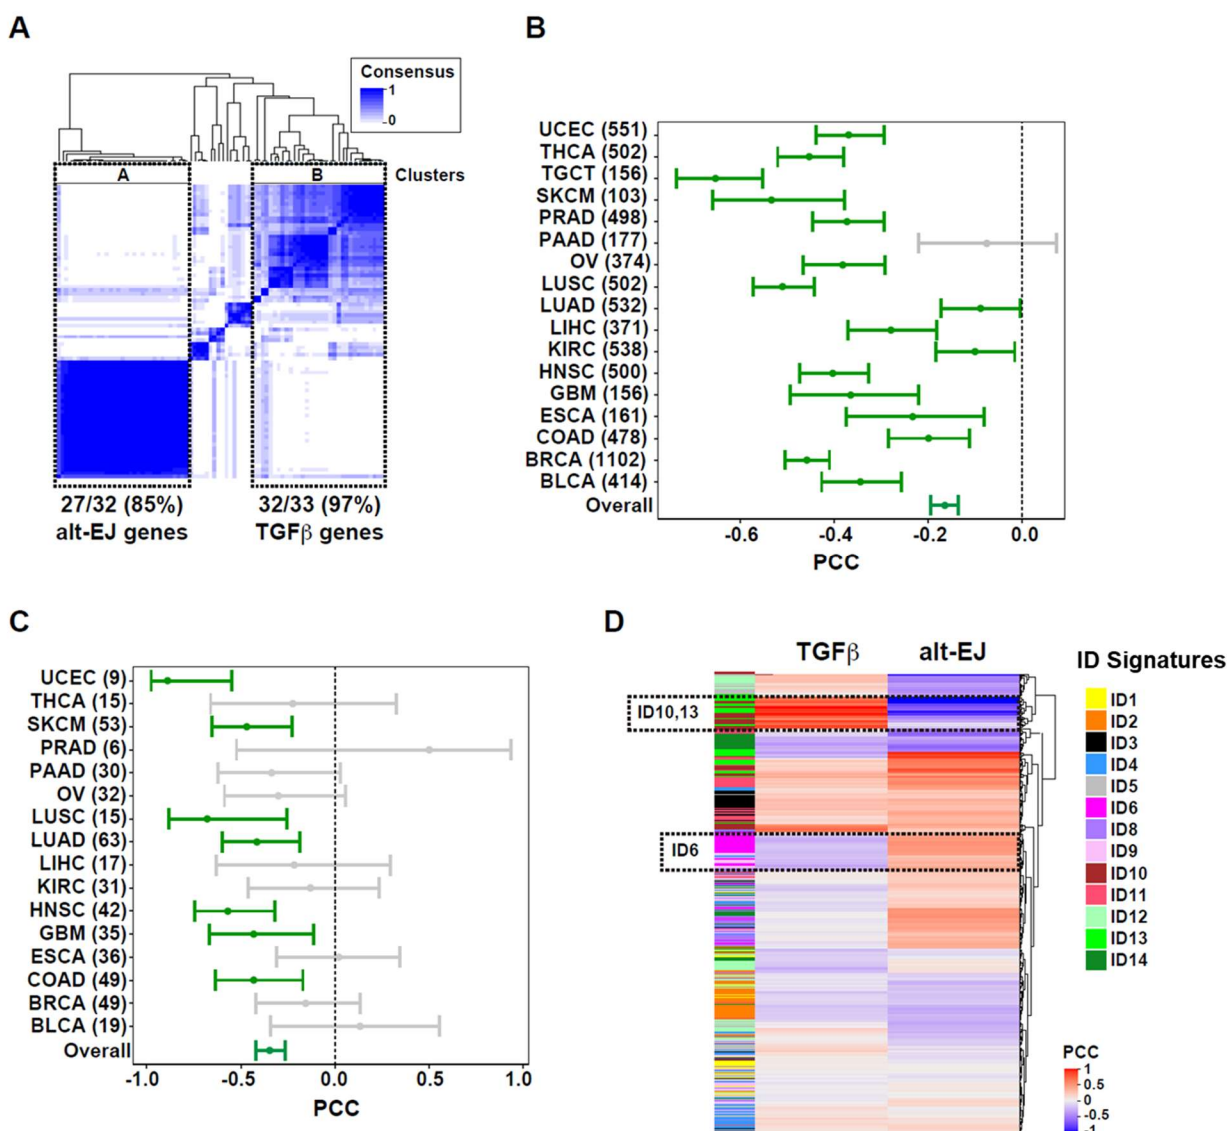 A
Consensus
1
0
A
B
Clusters
27/32 (85%)
alt-EJ genes
32/33 (97%)
TGFβ genes
B
UCEC (551)
THCA (502)
TGCT (156)
SKCM (103)
PRAD (498)
PAAD (177)
OV (374)
LUSC (502)
LUAD (532)
LIHC (371)
KIRC (538)
HNSC (500)
GBM (156)
ESCA (161)
COAD (478)
BRCA (1102)
BLCA (414)
Overall
-0.6 -0.4 -0.2 0.0
PCC
C
UCEC (9)
THCA (15)
SKCM (53)
PRAD (6)
PAAD (30)
OV (32)
LUSC (15)
LUAD (63)
LIHC (17)
KIRC (31)
HNSC (42)
GBM (35)
ESCA (36)
COAD (49)
BRCA (49)
BLCA (19)
Overall
-1.0 -0.5 0.0 0.5 1.0
PCC
D
TGFβ alt-EJ
ID10,13
ID6
ID Signatures
ID1
ID2
ID3
ID4
ID5
ID6
ID8
ID9
ID10
ID11
ID12
ID13
ID14
PCC
1
0.5
0
-0.5
-1